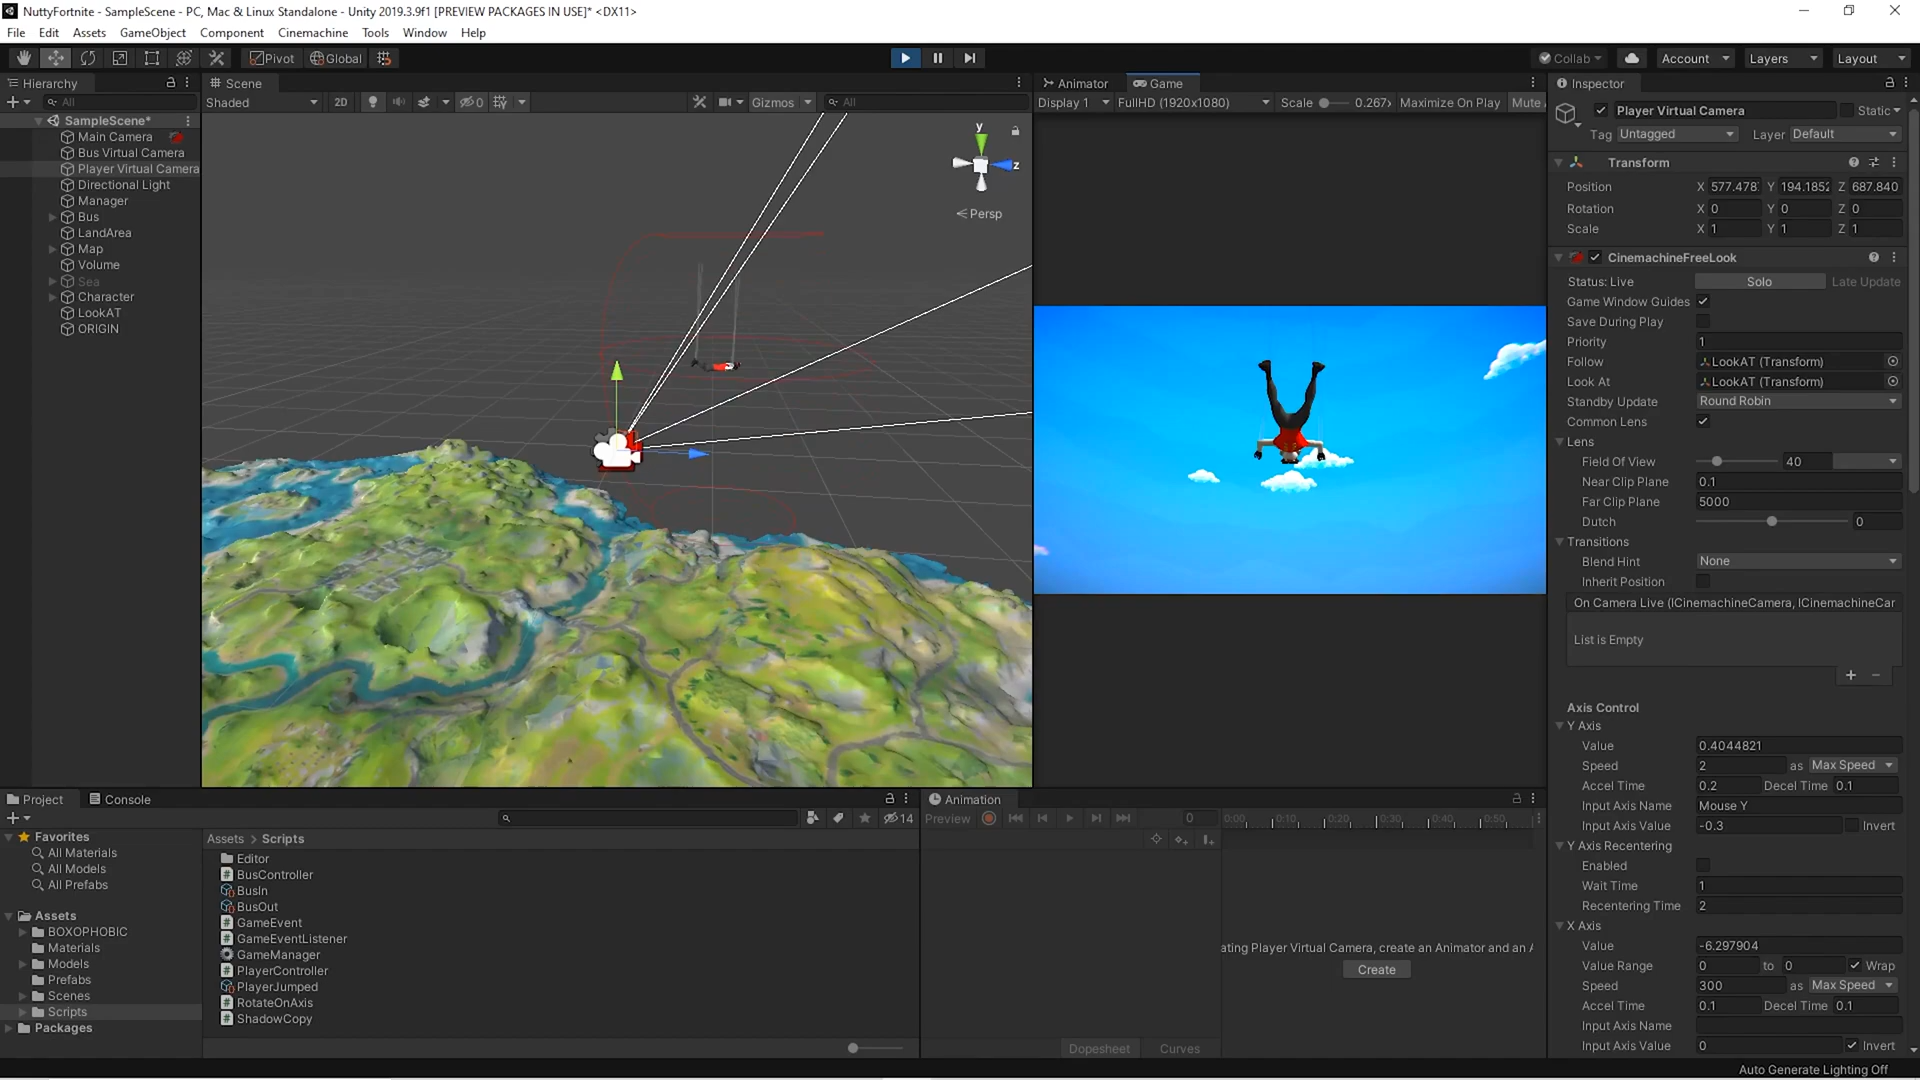 NuttyFortnite - SampleScene - PC, Mac & Linux Standalone - Unity 2019.3.9f1 [PREVIEW PACKAGES IN USE]* <DX11>
File Edit Assets GameObject Component Cinemachine Tools Window Help
Pivot Global Collab Account Layers Layout
Hierarchy
All
SampleScene*
Main Camera
Bus Virtual Camera
Player Virtual Camera
Directional Light
Manager
Bus
LandArea
Map
Volume
Sea
Character
LookAT
ORIGIN
Scene
Shaded 2D 0 Gizmos All
y
z
Persp
Animator Game
Display 1 FullHD (1920x1080) Scale 0.267x Maximize On Play Mute
Inspector
Player Virtual Camera Static
Tag Untagged Layer Default
Transform
Position X 577.478 Y 194.1852 Z 687.840
Rotation X 0 Y 0 Z 0
Scale X 1 Y 1 Z 1
CinemachineFreeLook
Status: Live Solo Late Update
Game Window Guides
Save During Play
Priority 1
Follow LookAT (Transform)
Look At LookAT (Transform)
Standby Update Round Robin
Common Lens
Lens
Field Of View 40
Near Clip Plane 0.1
Far Clip Plane 5000
Dutch 0
Transitions
Blend Hint None
Inherit Position
On Camera Live (ICinemachineCamera, ICinemachineCar
List is Empty
Axis Control
Y Axis
Value 0.4044821
Speed 2 as Max Speed
Accel Time 0.2 Decel Time 0.1
Input Axis Name Mouse Y
Input Axis Value -0.3 Invert
Y Axis Recentering
Enabled
Wait Time 1
Recentering Time 2
X Axis
Value -6.297904
Value Range 0 to 0 Wrap
Speed 300 as Max Speed
Accel Time 0.1 Decel Time 0.1
Input Axis Name
Input Axis Value 0 Invert
Project Console
14
Favorites
All Materials
All Models
All Prefabs
Assets
BOXOPHOBIC
Materials
Models
Prefabs
Scenes
Scripts
Packages
Assets > Scripts
Editor
BusController
BusIn
BusOut
GameEvent
GameEventListener
GameManager
PlayerController
PlayerJumped
RotateOnAxis
ShadowCopy
Animation
Preview 0 0:00 0:10 0:20 0:30 0:40 0:50
ating Player Virtual Camera, create an Animator and an A
Create
Dopesheet Curves
Auto Generate Lighting Off